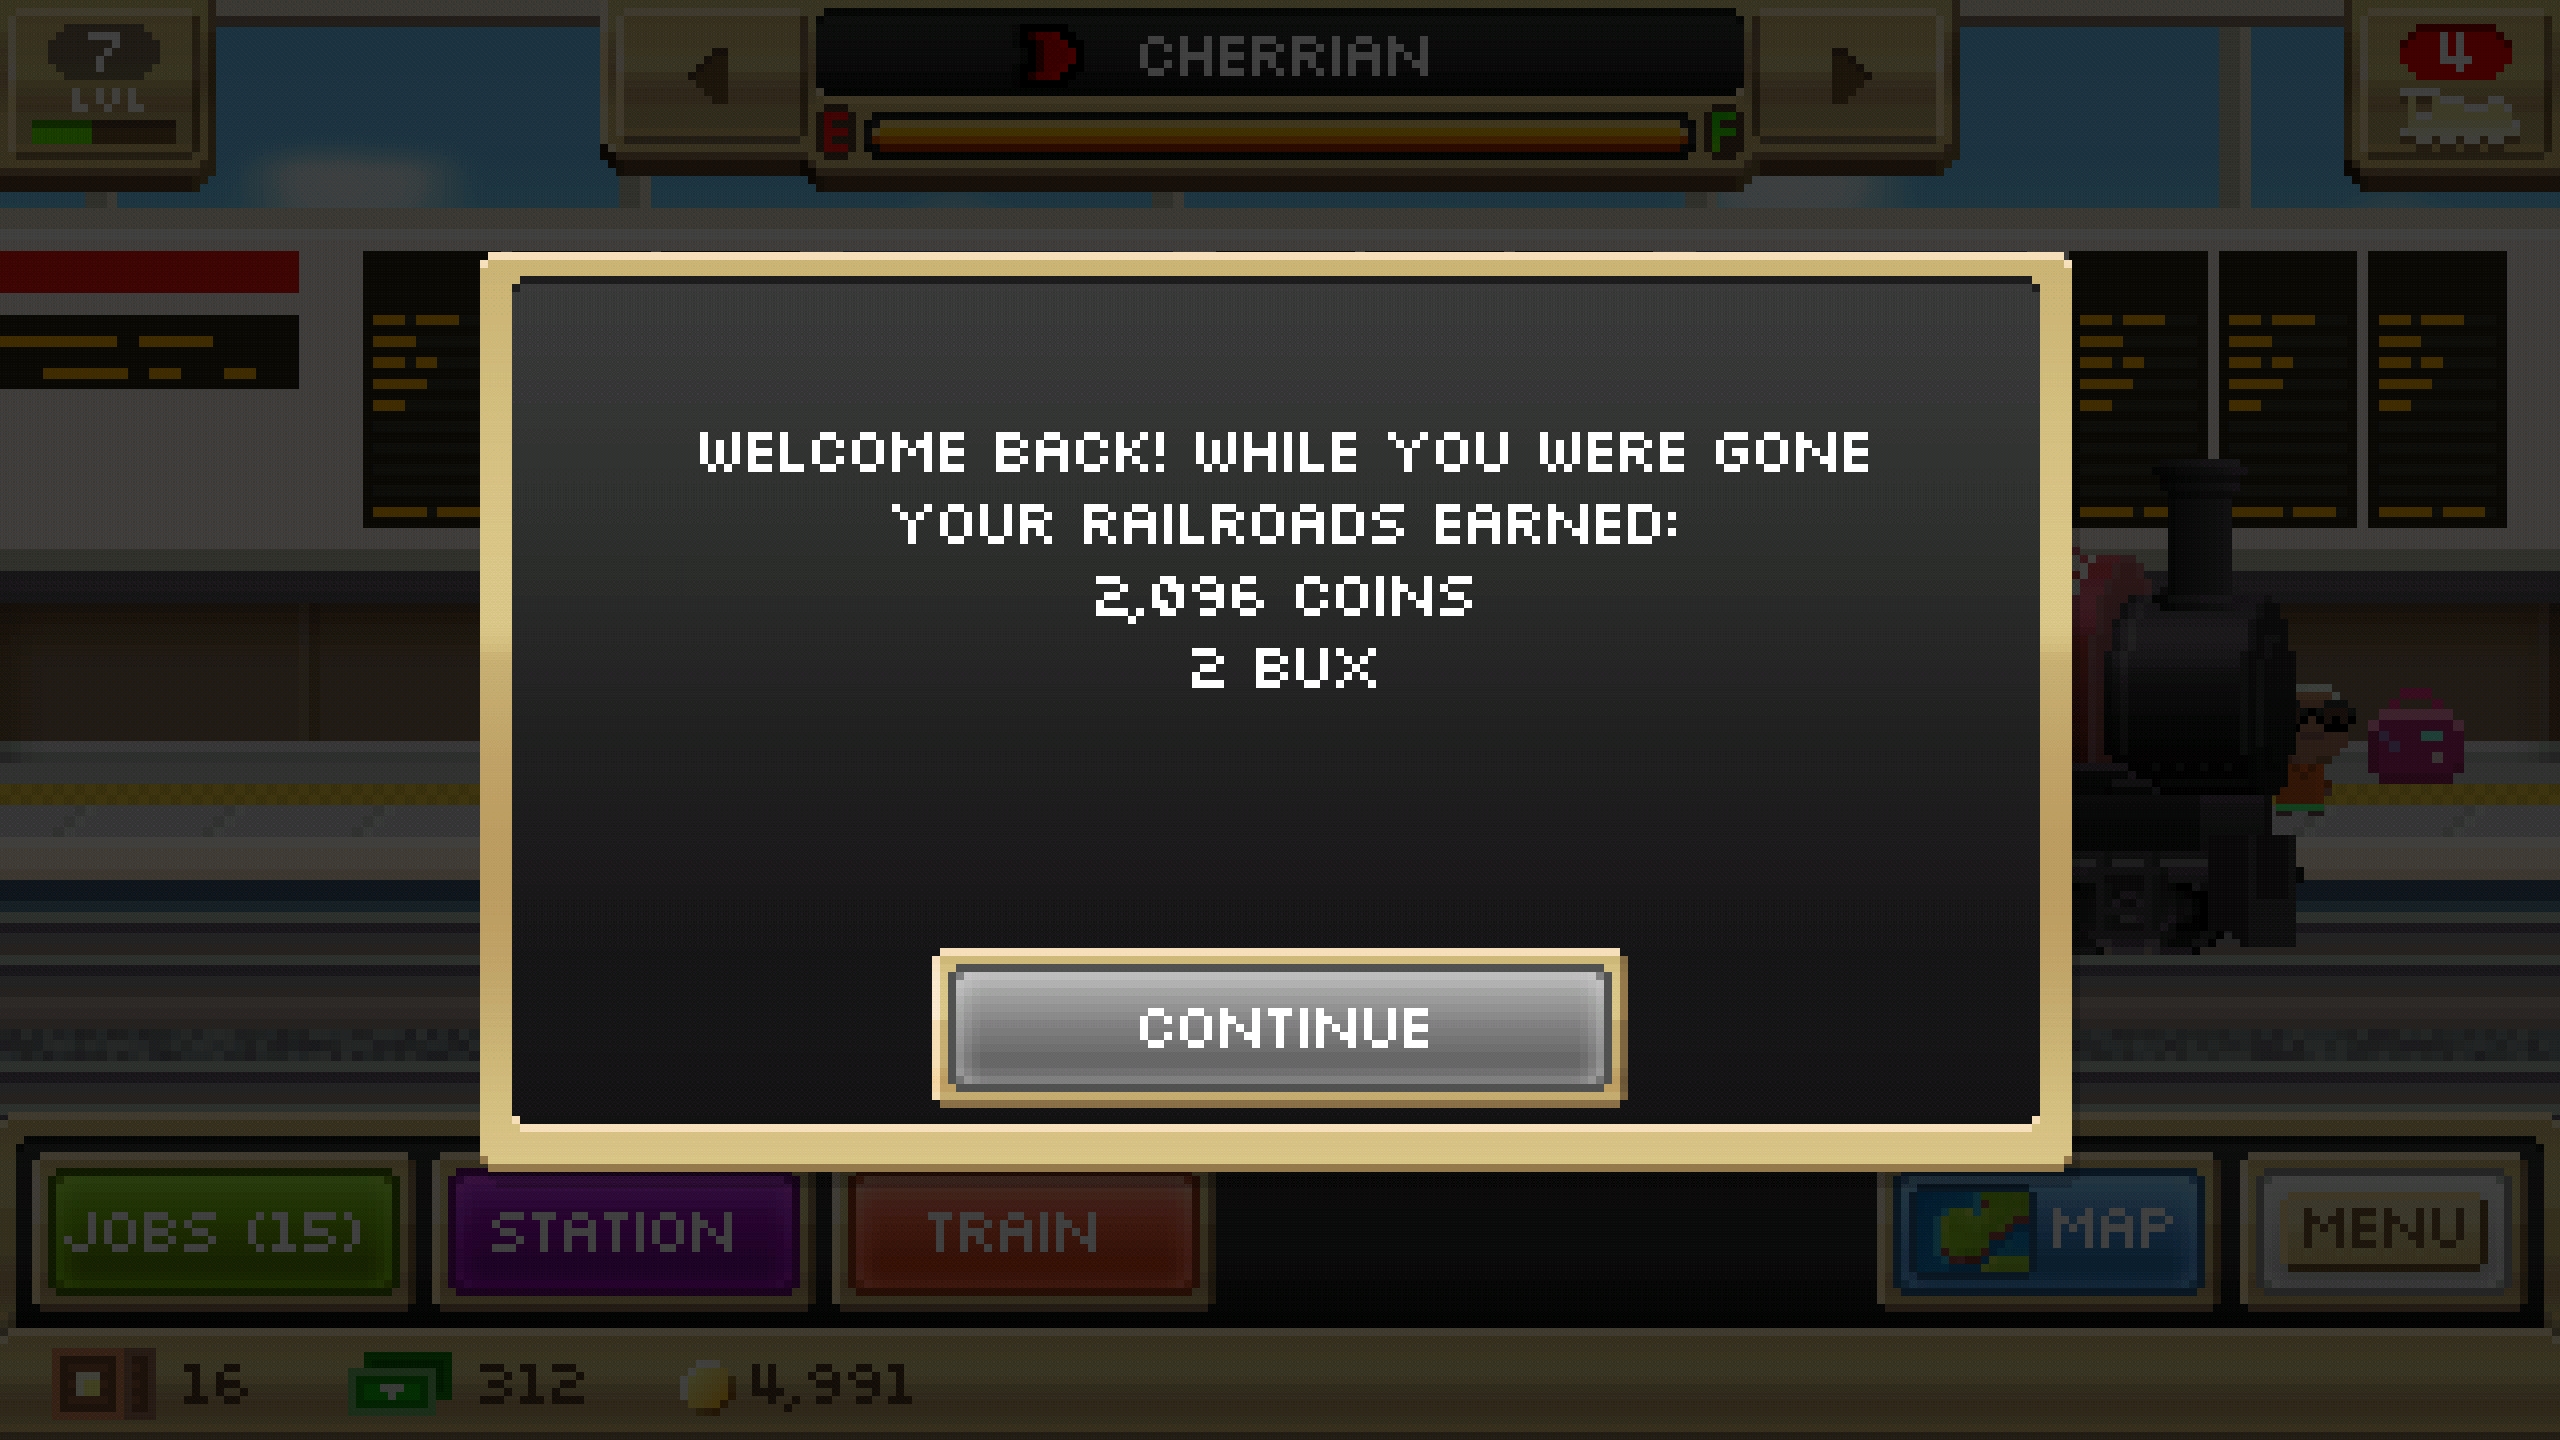 7
LVL
CHERRIAN
E
F
4
WELCOME BACK! WHILE YOU WERE GONE
YOUR RAILROADS EARNED:
2,096 COINS
2 BUX
CONTINUE
JOBS (15)
STATION
TRAIN
MAP
MENU
16
312
4,991